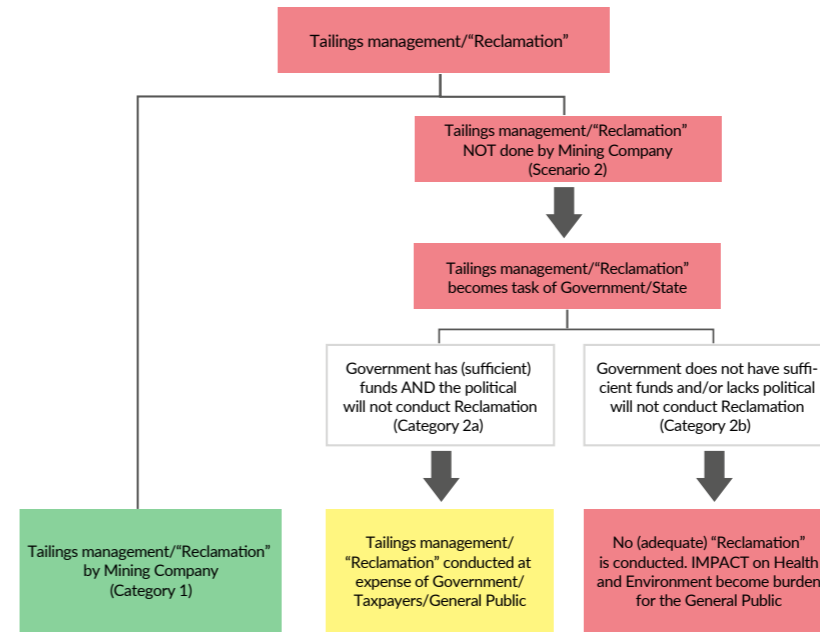 Tailings management/“Reclamation”
Tailings management/“Reclamation”
NOT done by Mining Company
(Scenario 2)
Tailings management/“Reclamation”
becomes task of Government/State
Government has (sufficient)
funds AND the political
will not conduct Reclamation
(Category 2a)
Government does not have suffi-
cient funds and/or lacks political
will not conduct Reclamation
(Category 2b)
Tailings management/“Reclamation”
by Mining Company
(Category 1)
Tailings management/
“Reclamation” conducted at
expense of Government/
Taxpayers/General Public
No (adequate) “Reclamation”
is conducted. IMPACT on Health
and Environment become burden
for the General Public